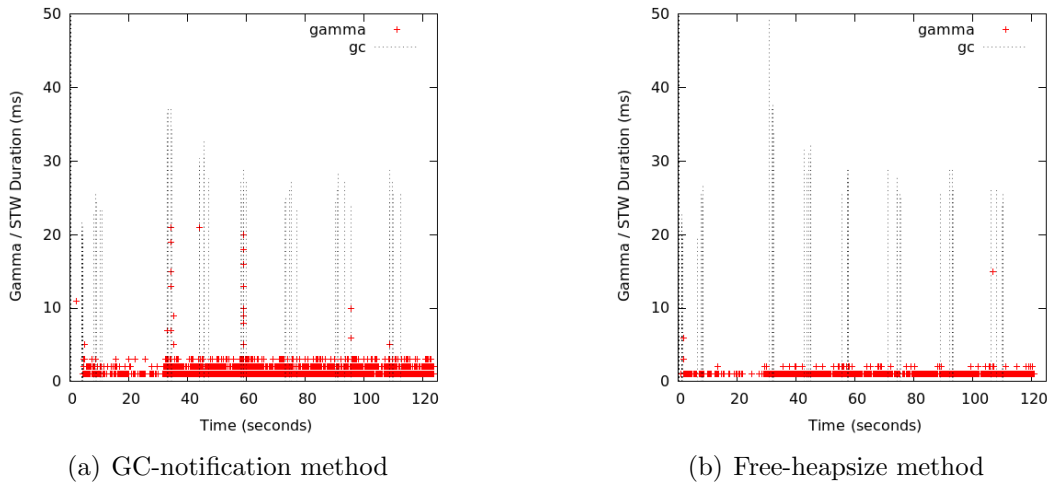 50
40
30
20
10
0
Gamma / STW Duration (ms)
gamma
gc
0 20 40 60 80 100 120
Time (seconds)
(a) GC-notification method
50
40
30
20
10
0
Gamma / STW Duration (ms)
gamma
gc
0 20 40 60 80 100 120
Time (seconds)
(b) Free-heapsize method